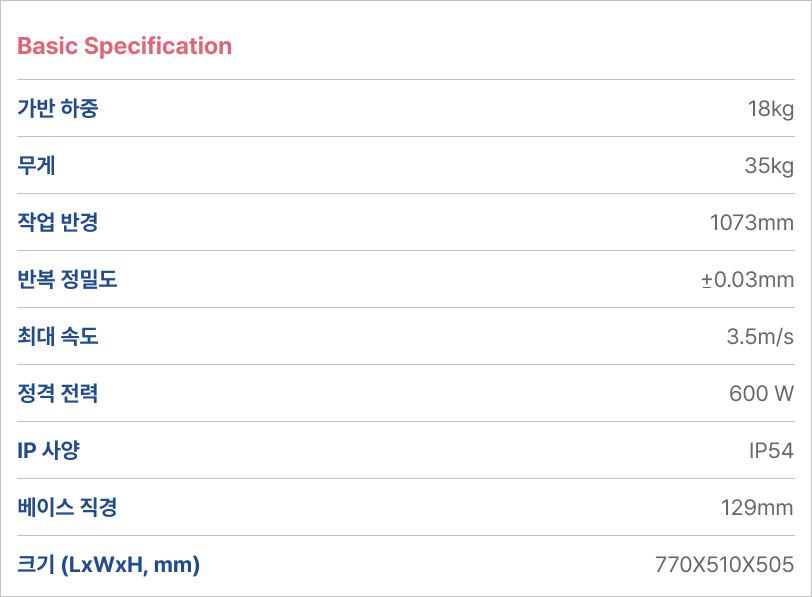 Basic Specification
가반 하중 18kg
무게 35kg
작업 반경 1073mm
반복 정밀도 ±0.03mm
최대 속도 3.5m/s
정격 전력 600 W
IP 사양 IP54
베이스 직경 129mm
크기 (LxWxH, mm) 770X510X505